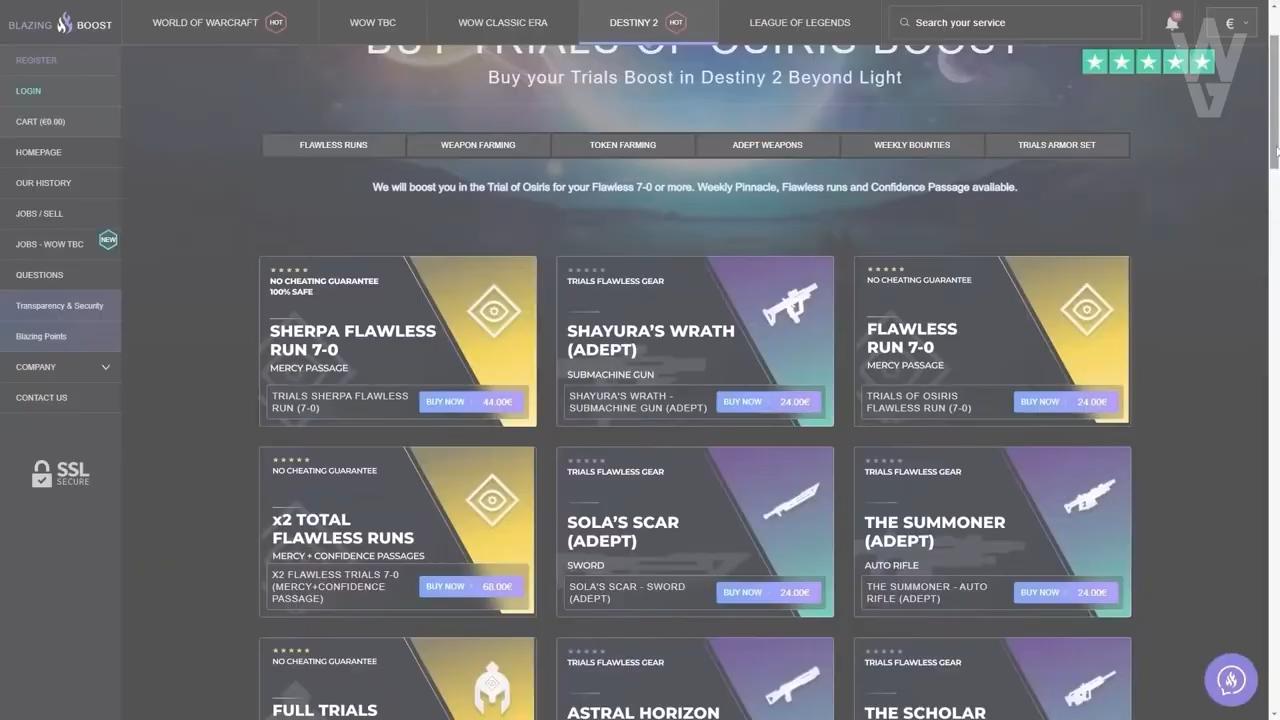 BLAZING BOOST
WORLD OF WARCRAFT HOT
WOW TBC
WOW CLASSIC ERA
DESTINY 2 HOT
LEAGUE OF LEGENDS
Search your service
€
WG
REGISTER
LOGIN
CART (€0.00)
HOMEPAGE
OUR HISTORY
JOBS / SELL
JOBS - WOW TBC NEW
QUESTIONS
Transparency & Security
Blazing Points
COMPANY
CONTACT US
SSL
SECURE
BUY TRIALS OF OSIRIS BOOST
Buy your Trials Boost in Destiny 2 Beyond Light
FLAWLESS RUNS
WEAPON FARMING
TOKEN FARMING
ADEPT WEAPONS
WEEKLY BOUNTIES
TRIALS ARMOR SET
We will boost you in the Trial of Osiris for your Flawless 7-0 or more. Weekly Pinnacle, Flawless runs and Confidence Passage available.
NO CHEATING GUARANTEE
100% SAFE
SHERPA FLAWLESS
RUN 7-0
MERCY PASSAGE
TRIALS SHERPA FLAWLESS
RUN (7-0)
BUY NOW 44.00€
TRIALS FLAWLESS GEAR
SHAYURA'S WRATH
(ADEPT)
SUBMACHINE GUN
SHAYURA'S WRATH -
SUBMACHINE GUN (ADEPT)
BUY NOW 24.00€
NO CHEATING GUARANTEE
FLAWLESS
RUN 7-0
MERCY PASSAGE
TRIALS OF OSIRIS
FLAWLESS RUN (7-0)
BUY NOW 24.00€
NO CHEATING GUARANTEE
x2 TOTAL
FLAWLESS RUNS
MERCY + CONFIDENCE PASSAGES
X2 FLAWLESS TRIALS 7-0
(MERCY+CONFIDENCE
PASSAGE)
BUY NOW 68.00€
TRIALS FLAWLESS GEAR
SOLA'S SCAR
(ADEPT)
SWORD
SOLA'S SCAR - SWORD
(ADEPT)
BUY NOW 24.00€
TRIALS FLAWLESS GEAR
THE SUMMONER
(ADEPT)
AUTO RIFLE
THE SUMMONER - AUTO
RIFLE (ADEPT)
BUY NOW 24.00€
NO CHEATING GUARANTEE
FULL TRIALS
TRIALS FLAWLESS GEAR
ASTRAL HORIZON
TRIALS FLAWLESS GEAR
THE SCHOLAR